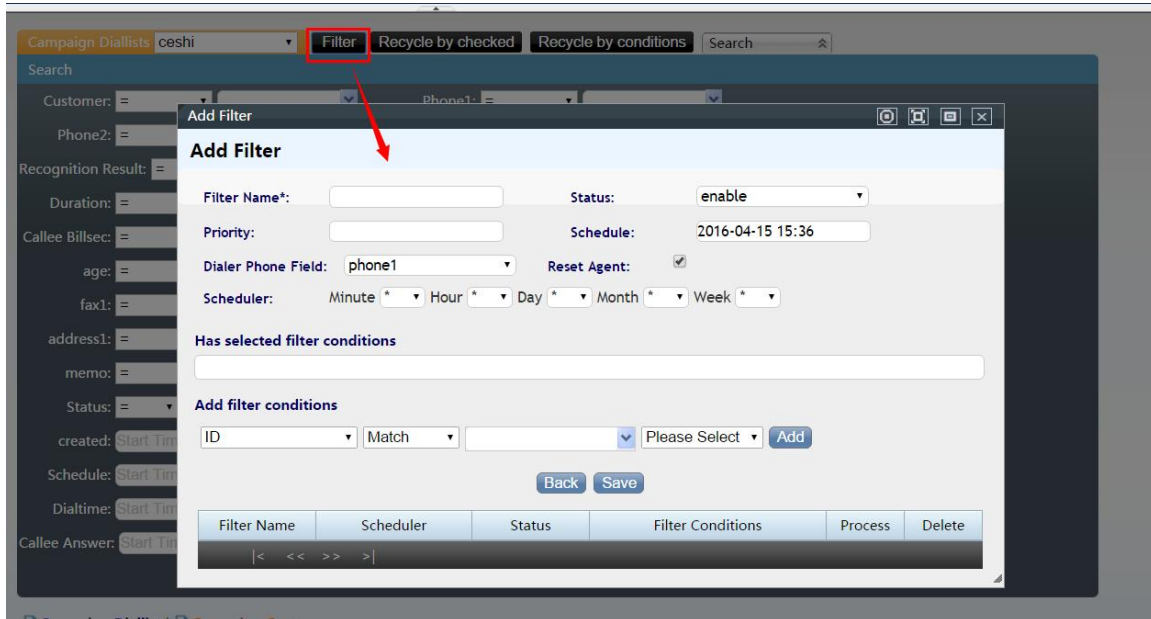 Campaign Diallists ceshi Filter Recycle by checked Recycle by conditions Search
Search
Customer: = Phone1: =
Phone2: =
Recognition Result: =
Duration: =
Callee Billsec: =
age: =
fax1: =
address1: =
memo: =
Status: =
created: Start Tim
Schedule: Start Tim
Dialtime: Start Tim
Callee Answer: Start Tim
Add Filter
Add Filter
Filter Name*: Status: enable
Priority: Schedule: 2016-04-15 15:36
Dialer Phone Field: phone1 Reset Agent:
Scheduler: Minute * Hour * Day * Month * Week *
Has selected filter conditions
Add filter conditions
ID Match Please Select Add
Back Save
Filter Name Scheduler Status Filter Conditions Process Delete
|< << >> >|